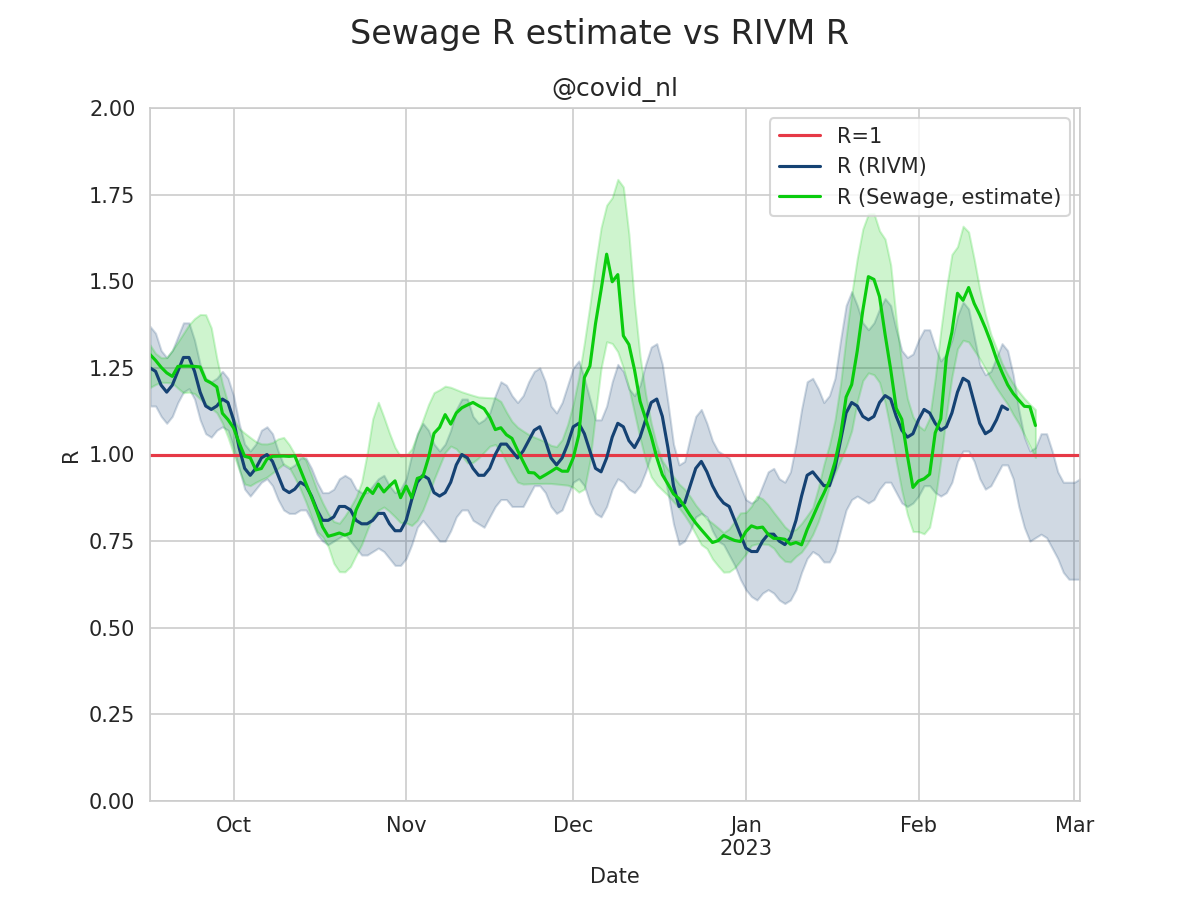 Sewage R estimate vs RIVM R
@covid_nl
R=1
R (RIVM)
R (Sewage, estimate)
2.00
1.75
1.50
1.25
1.00
0.75
0.50
0.25
0.00
R
Oct
Nov
Dec
Jan
2023
Feb
Mar
Date